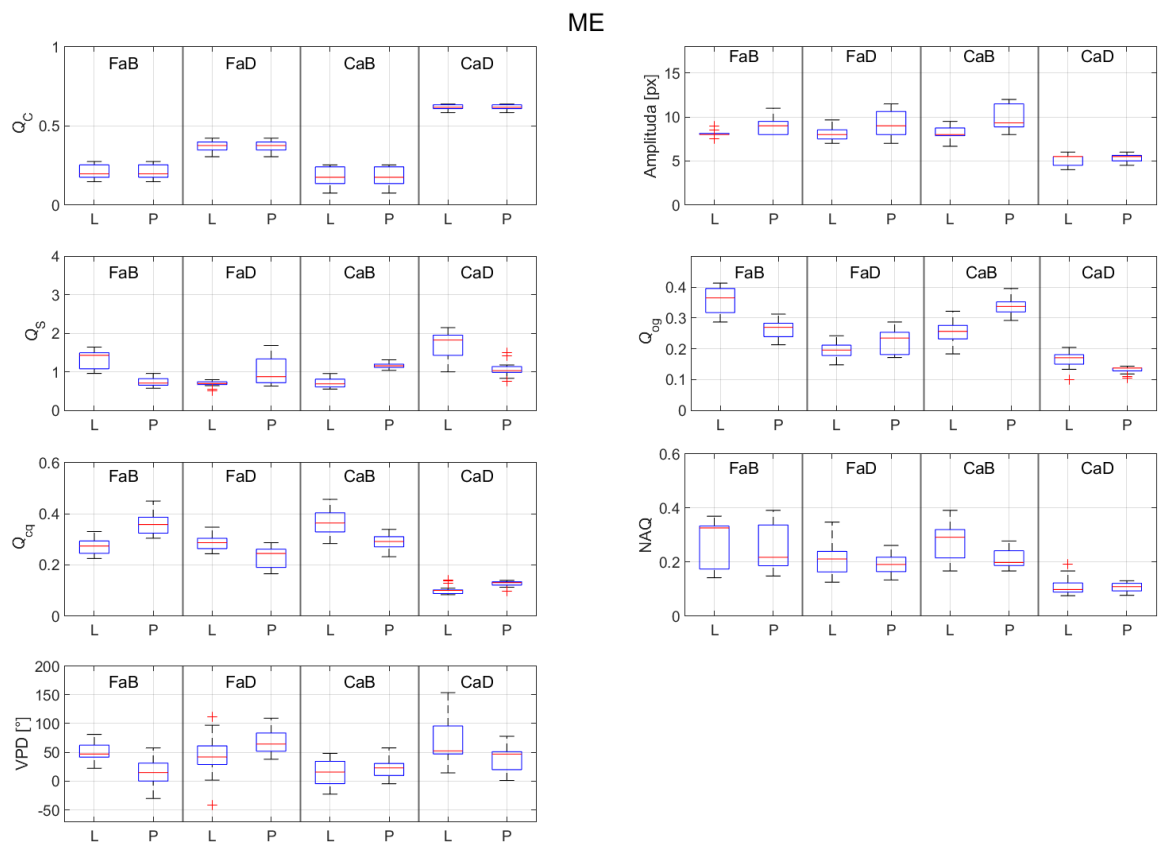 ME
FaB FaD CaB CaD
1
0.5
0
Q_C
L P L P L P L P
FaB FaD CaB CaD
15
10
5
0
Amplituda [px]
L P L P L P L P
FaB FaD CaB CaD
4
3
2
1
0
Q_S
L P L P L P L P
FaB FaD CaB CaD
0.4
0.3
0.2
0.1
0
Q_og
L P L P L P L P
FaB FaD CaB CaD
0.6
0.4
0.2
0
Q_cq
L P L P L P L P
FaB FaD CaB CaD
0.6
0.4
0.2
0
NAQ
L P L P L P L P
FaB FaD CaB CaD
200
150
100
50
0
-50
VPD [°]
L P L P L P L P